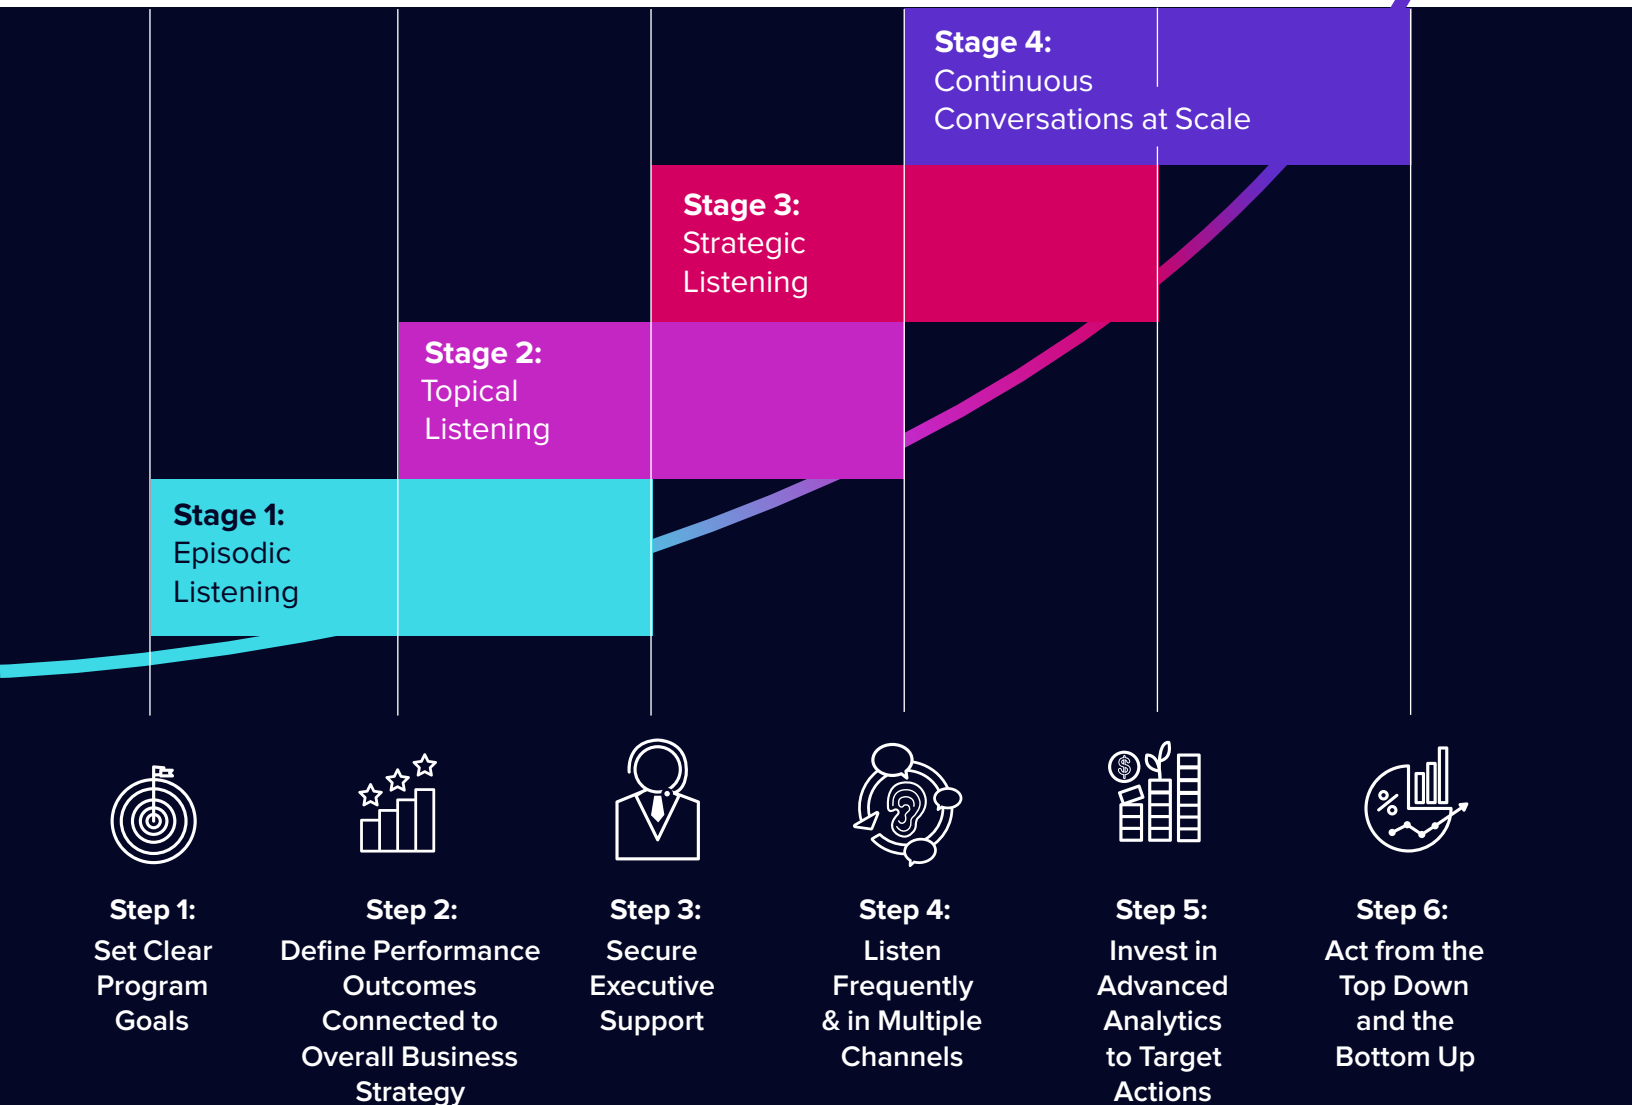 Stage 4:
Continuous
Conversations at Scale
Stage 3:
Strategic
Listening
Stage 2:
Topical
Listening
Stage 1:
Episodic
Listening
$
%
Step 1:
Set Clear
Program
Goals
Step 2:
Define Performance
Outcomes
Connected to
Overall Business
Strategy
Step 3:
Secure
Executive
Support
Step 4:
Listen
Frequently
& in Multiple
Channels
Step 5:
Invest in
Advanced
Analytics
to Target
Actions
Step 6:
Act from the
Top Down
and the
Bottom Up